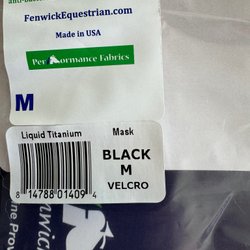 FenwickEquestrian.com
Made in USA
Performance Fabrics
M
Liquid Titanium Mask
BLACK
M
VELCRO
8 14788 01409 4